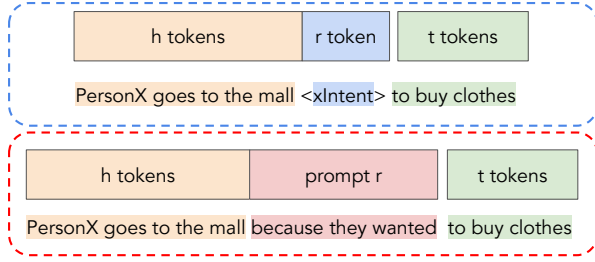 h tokens r token t tokens
PersonX goes to the mall <xIntent> to buy clothes
h tokens prompt r t tokens
PersonX goes to the mall because they wanted to buy clothes